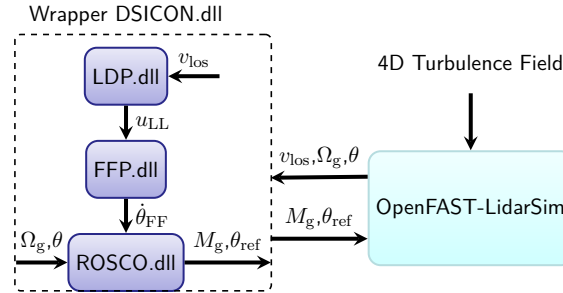 Wrapper DSICON.dll
LDP.dll
v_los
u_LL
FFP.dll
θ̇_FF
Ω_g,θ
ROSCO.dll
M_g,θ_ref
4D Turbulence Field
v_los,Ω_g,θ
OpenFAST-LidarSim
M_g,θ_ref